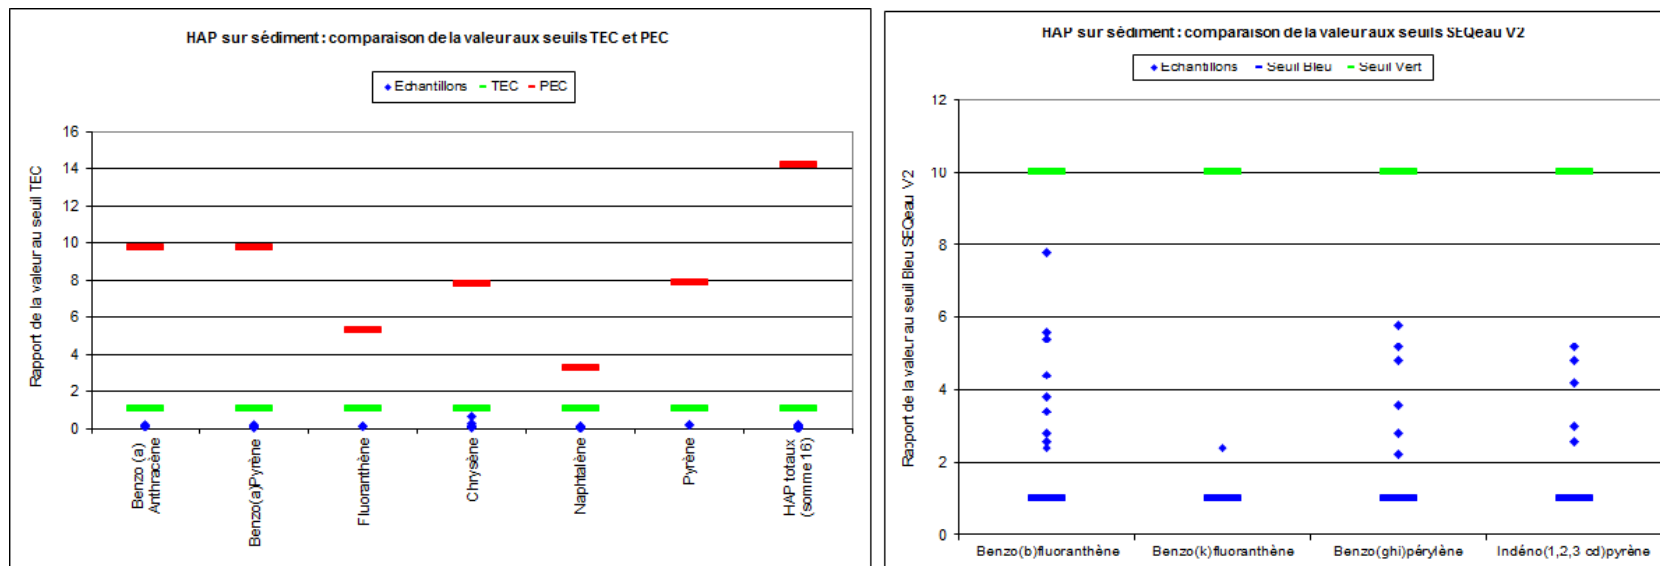 HAP sur sédiment : comparaison de la valeur aux seuils TEC et PEC
Echantillons TEC PEC
Rapport de la valeur au seuil TEC
16
14
12
10
8
6
4
2
0
Benzo (a)
Anthracène
Benzo(a)Pyrène
Fluoranthène
Chrysène
Naphtalène
Pyrène
HAP totaux
(somme 16)
HAP sur sédiment : comparaison de la valeur aux seuils SEQeau V2
Echantillons Seuil Bleu Seuil Vert
Rapport de la valeur au seuil Bleu SEQeau V2
12
10
8
6
4
2
0
Benzo(b)fluoranthène
Benzo(k)fluoranthène
Benzo(ghi)pérylène
Indéno(1,2,3 cd)pyrène